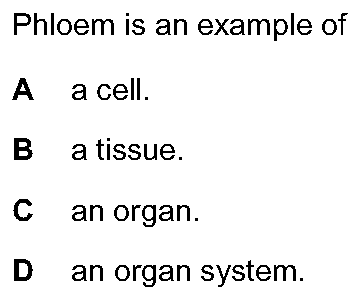 Phloem is an example of
A a cell.
B a tissue.
C an organ.
D an organ system.